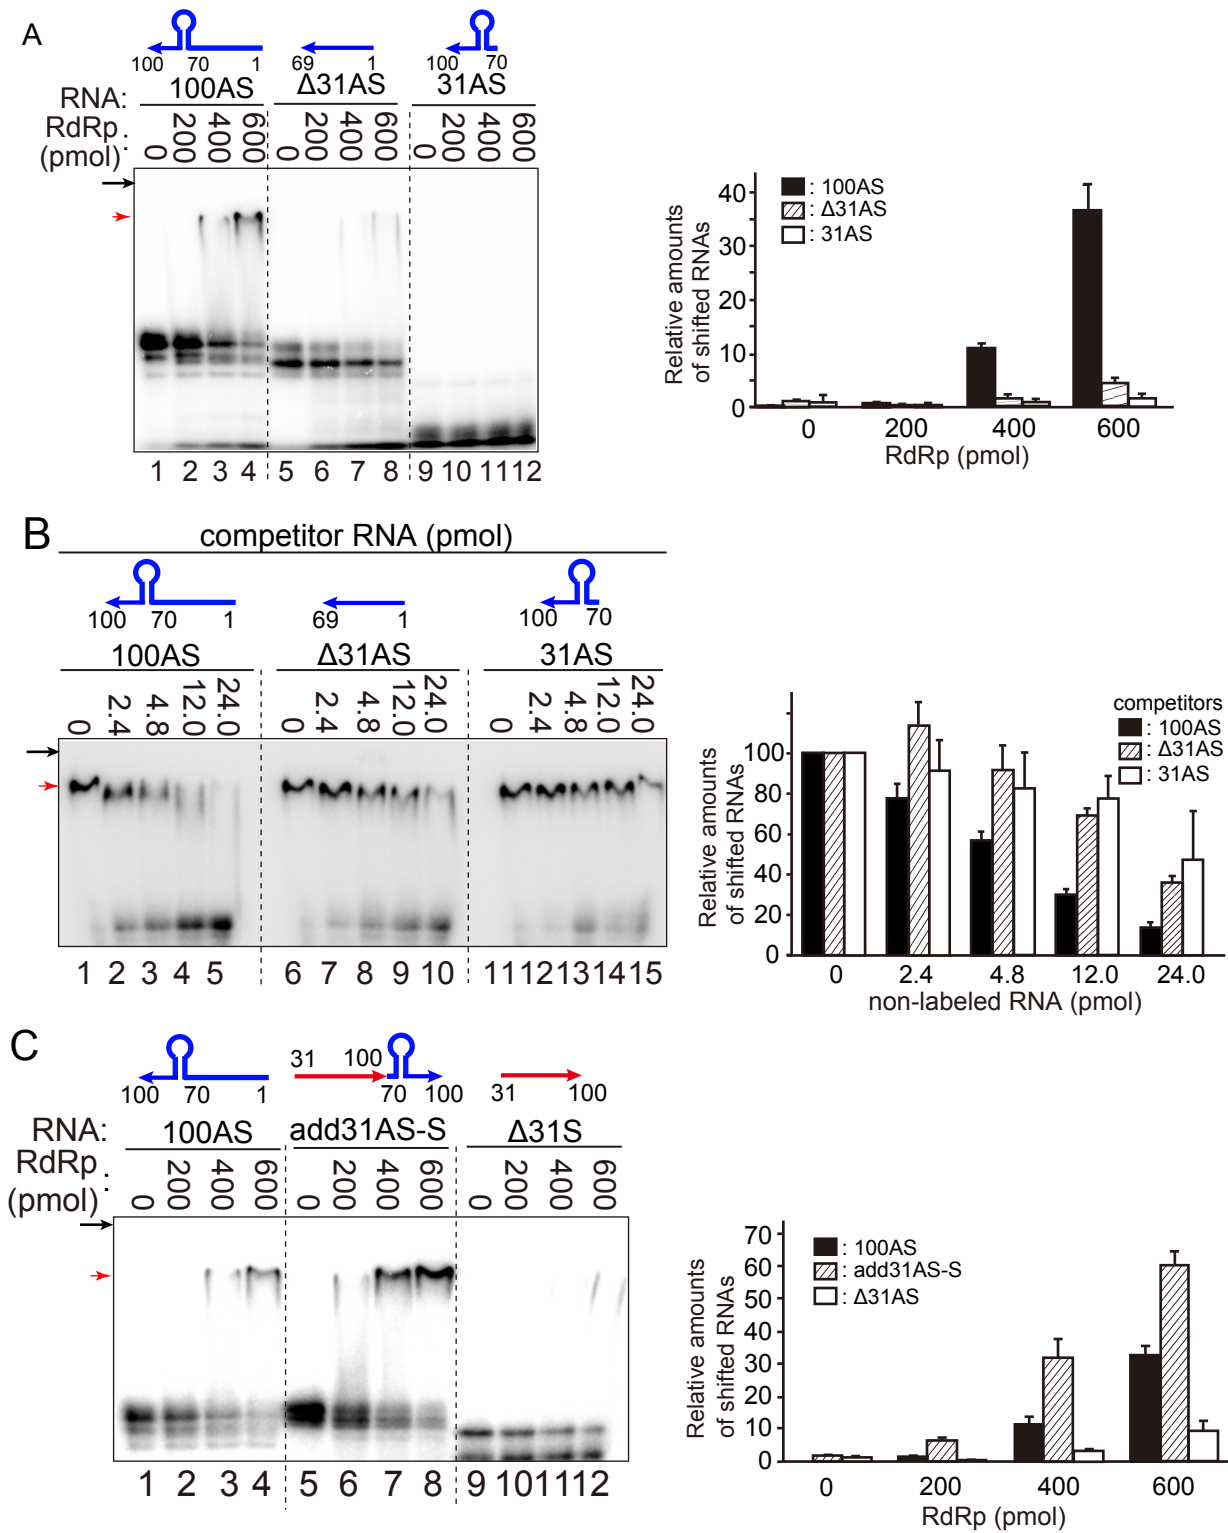 A
100 70 1 69 1 100 70
RNA: 100AS Δ31AS 31AS
RdRp (pmol): 0 200 400 600 0 200 400 600 0 200 400 600
1 2 3 4 5 6 7 8 9 10 11 12
Relative amounts
of shifted RNAs
40
30
20
10
0
: 100AS
: Δ31AS
: 31AS
0 200 400 600
RdRp (pmol)
B
competitor RNA (pmol)
100 70 1 69 1 100 70
100AS Δ31AS 31AS
0 2.4 4.8 12.0 24.0 0 2.4 4.8 12.0 24.0 0 2.4 4.8 12.0 24.0
1 2 3 4 5 6 7 8 9 10 11 12 13 14 15
Relative amounts
of shifted RNAs
100
80
60
40
20
0
competitors
: 100AS
: Δ31AS
: 31AS
0 2.4 4.8 12.0 24.0
non-labeled RNA (pmol)
C
100 70 1 31 100 70 100 31 100
RNA: 100AS add31AS-S Δ31S
RdRp (pmol): 0 200 400 600 0 200 400 600 0 200 400 600
1 2 3 4 5 6 7 8 9 10 11 12
Relative amounts
of shifted RNAs
70
60
50
40
30
20
10
0
: 100AS
: add31AS-S
: Δ31AS
0 200 400 600
RdRp (pmol)